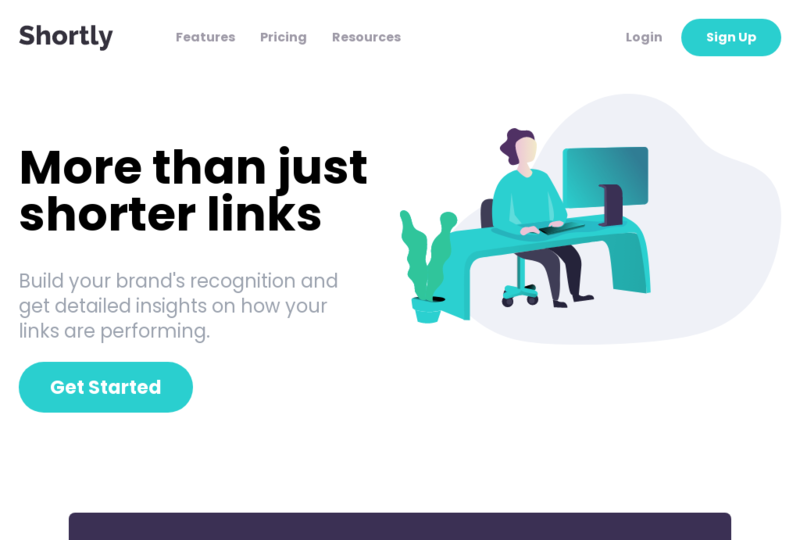 Shortly
Features
Pricing
Resources
Login
Sign Up
More than just
shorter links
Build your brand's recognition and
get detailed insights on how your
links are performing.
Get Started